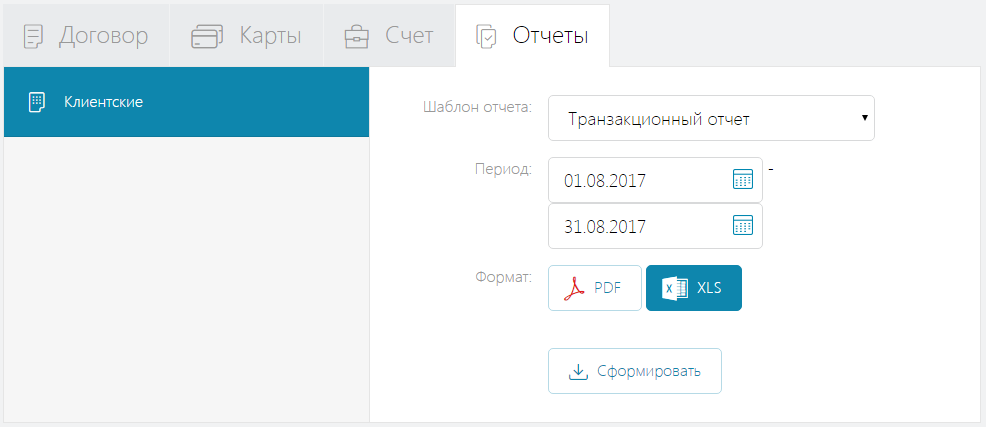 Договор Карты Счет Отчеты
Клиентские
Шаблон отчета: Транзакционный отчет
Период: 01.08.2017 -
31.08.2017
Формат: PDF XLS
Сформировать